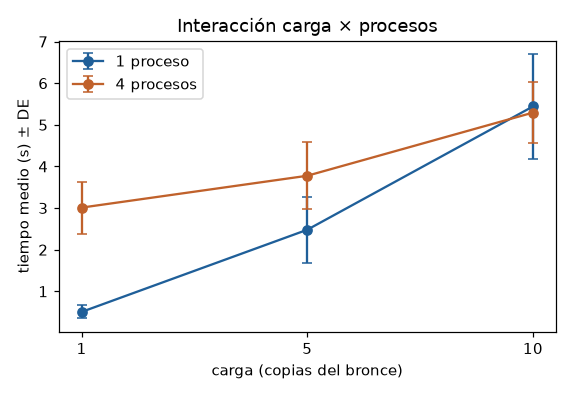 Interacción carga × procesos
1 proceso
4 procesos
tiempo medio (s) ± DE
7
6
5
4
3
2
1
1 5 10
carga (copias del bronce)